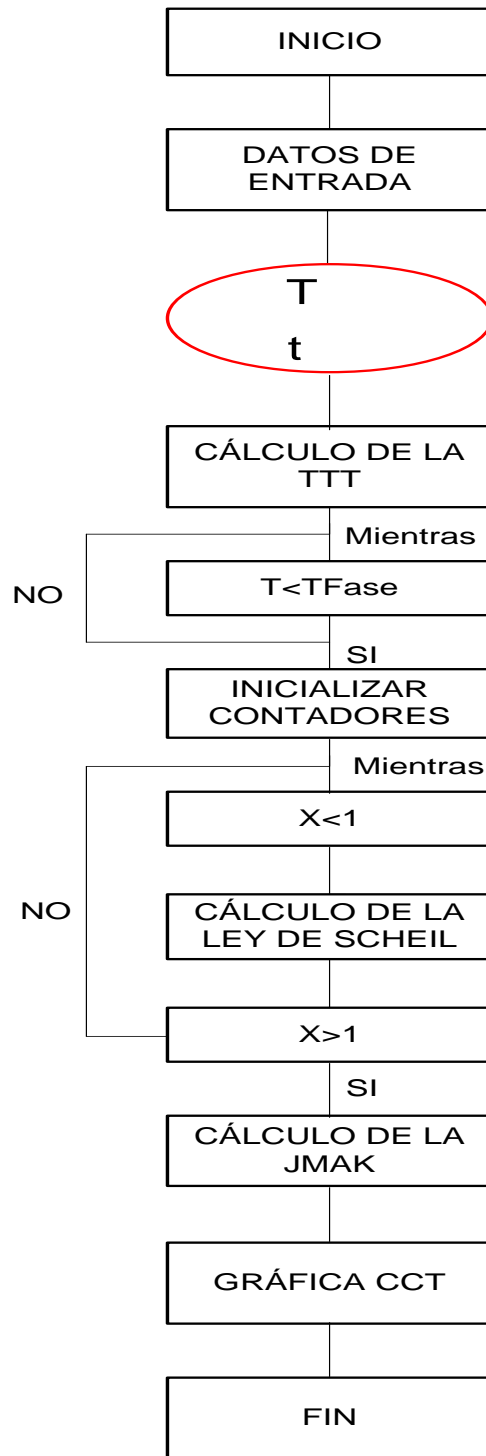 INICIO
DATOS DE
ENTRADA
T
t
CÁLCULO DE LA
TTT
Mientras
T<TFase
NO
SI
INICIALIZAR
CONTADORES
Mientras
X<1
CÁLCULO DE LA
LEY DE SCHEIL
NO
X>1
SI
CÁLCULO DE LA
JMAK
GRÁFICA CCT
FIN